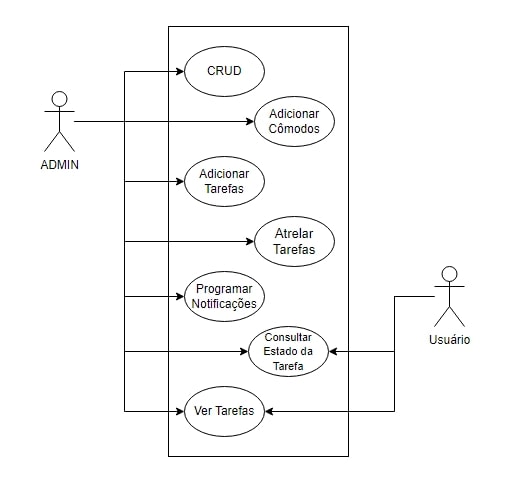 CRUD
Adicionar
Cômodos
ADMIN
Adicionar
Tarefas
Atrelar
Tarefas
Programar
Notificações
Usuário
Consultar
Estado da
Tarefa
Ver Tarefas